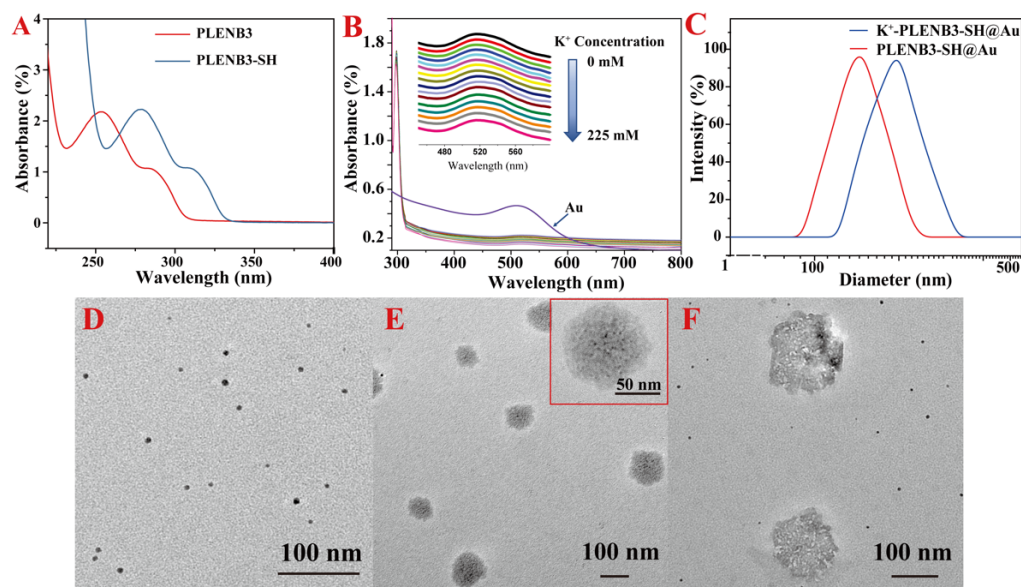 A
Absorbance (%)
4
3
2
1
0
PLENB3
PLENB3-SH
250
300
350
400
Wavelength (nm)
B
Absorbance (%)
1.8
1.4
1.0
0.6
0.2
K⁺ Concentration
0 mM
225 mM
480
520
560
Wavelength (nm)
Au
300
400
500
600
700
800
Wavelength (nm)
C
Intensity (%)
100
80
60
40
20
0
K⁺-PLENB3-SH@Au
PLENB3-SH@Au
1
100
500
Diameter (nm)
D
100 nm
E
50 nm
100 nm
F
100 nm